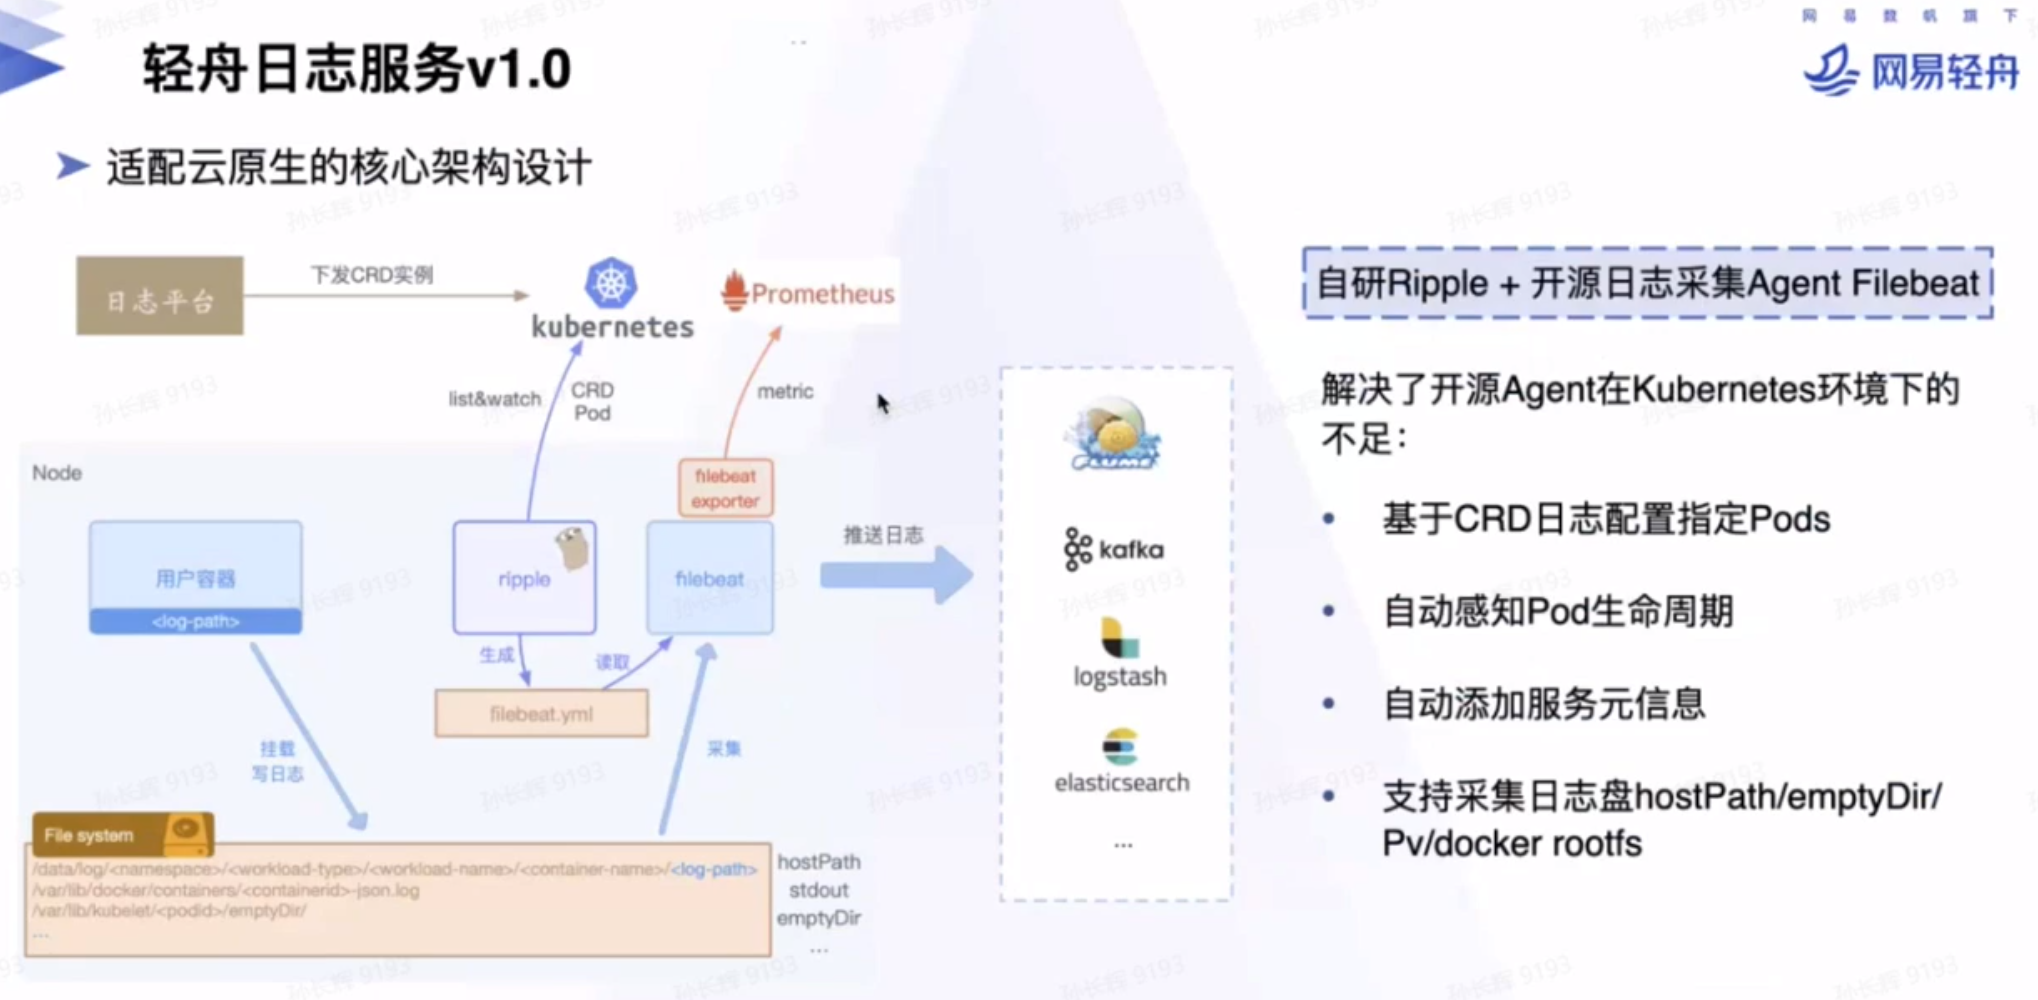 网易数帆旗下
轻舟日志服务v1.0
网易轻舟
适配云原生的核心架构设计
日志平台
下发CRD实例
kubernetes
Prometheus
list&watch
CRD
Pod
metric
Node
filebeat
exporter
用户容器
<log-path>
ripple
filebeat
推送日志
生成
读取
filebeat.yml
挂载
写日志
采集
File system
/data/log/<namespace>/<workload-type>/<workload-name>/<container-name>/<log-path>
/var/lib/docker/containers/<containerid>-json.log
/var/lib/kubelet/<podid>/emptyDir/
...
hostPath
stdout
emptyDir
...
FLUME
kafka
logstash
elasticsearch
...
自研Ripple + 开源日志采集Agent Filebeat
解决了开源Agent在Kubernetes环境下的
不足：
• 基于CRD日志配置指定Pods
• 自动感知Pod生命周期
• 自动添加服务元信息
• 支持采集日志盘hostPath/emptyDir/
Pv/docker rootfs
孙长辉 9193